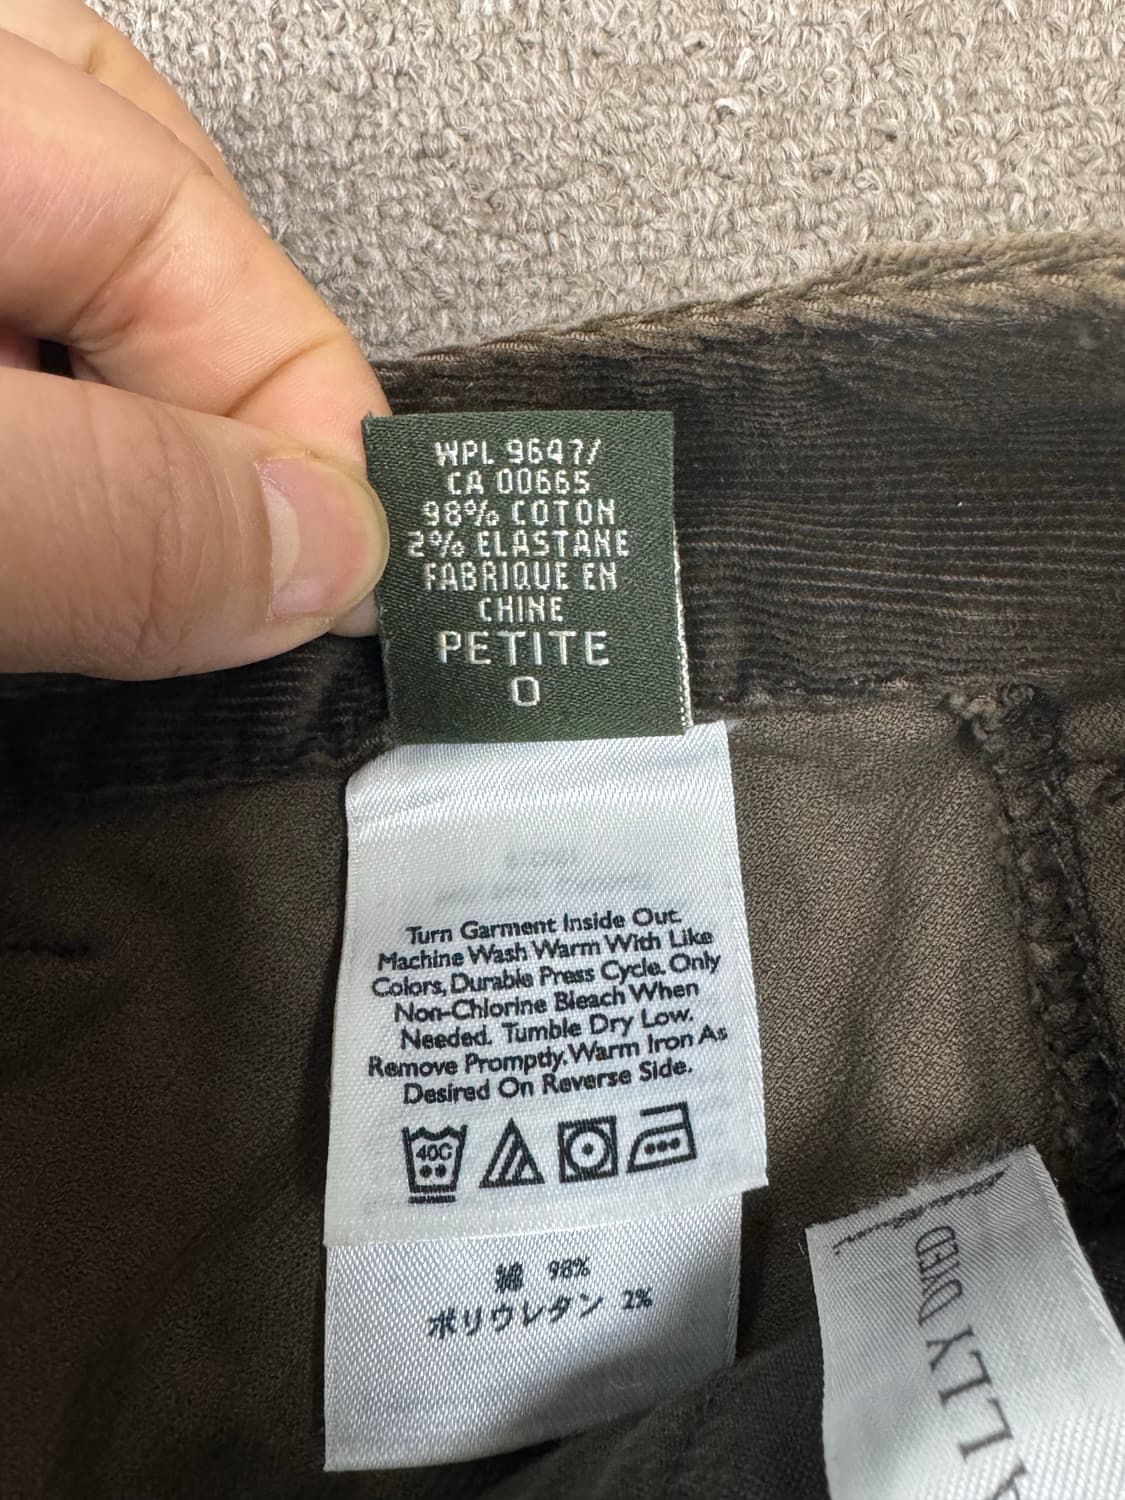 WPL 9647/
CA 00665
98% COTON
2% ELASTANE
FABRIQUE EN
CHINE
PETITE
0
Turn Garment Inside Out.
Machine Wash Warm With Like
Colors, Durable Press Cycle. Only
Non-Chlorine Bleach When
Needed. Tumble Dry Low.
Remove Promptly, Warm Iron As
Desired On Reverse Side.
40C
綿 98%
ポリウレタン 2%
DYED
ALLY